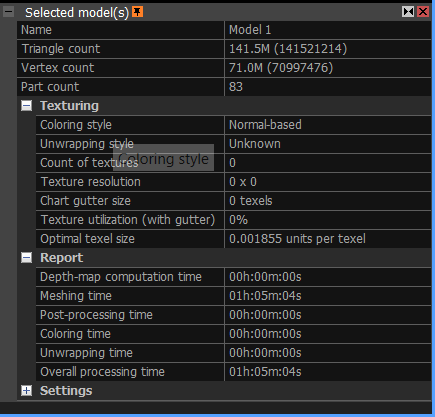 Selected model(s)
Name Model 1
Triangle count 141.5M (141521214)
Vertex count 71.0M (70997476)
Part count 83
Texturing
Coloring style Normal-based
Unwrapping style Unknown
Coloring style
Count of textures 0
Texture resolution 0 x 0
Chart gutter size 0 texels
Texture utilization (with gutter) 0%
Optimal texel size 0.001855 units per texel
Report
Depth-map computation time 00h:00m:00s
Meshing time 01h:05m:04s
Post-processing time 00h:00m:00s
Coloring time 00h:00m:00s
Unwrapping time 00h:00m:00s
Overall processing time 01h:05m:04s
Settings